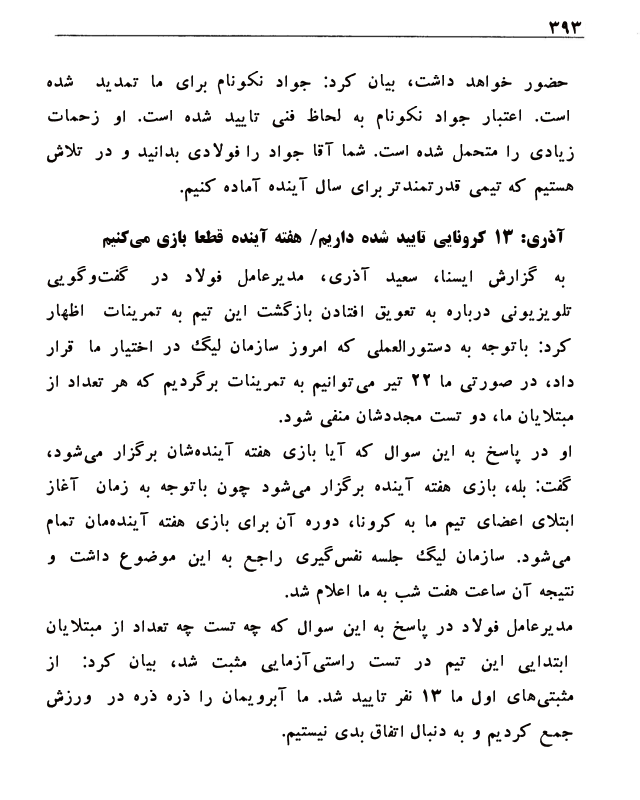 ۳۹۳
حضور خواهد داشت، بیان کرد: جواد نکونام برای ما تمدید شده
است. اعتبار جواد نکونام به لحاظ فنی تایید شده است. او زحمات
زیادی را متحمل شده است. شما آقا جواد را فولادی بدانید و در تلاش
هستیم که تیمی قدرتمندتر برای سال آینده آماده کنیم.
آذری: ۱۳ کرونایی تایید شده داریم/ هفته آینده قطعا بازی می‌کنیم
به گزارش ایسنا، سعید آذری، مدیرعامل فولاد در گفت‌وگویی
تلویزیونی درباره به تعویق افتادن بازگشت این تیم به تمرینات اظهار
کرد: باتوجه به دستورالعملی که امروز سازمان لیگ در اختیار ما قرار
داد، در صورتی ما ۲۲ تیر می‌توانیم به تمرینات برگردیم که هر تعداد از
مبتلایان ما، دو تست مجددشان منفی شود.
او در پاسخ به این سوال که آیا بازی هفته آینده‌شان برگزار می‌شود،
گفت: بله، بازی هفته آینده برگزار می‌شود چون باتوجه به زمان آغاز
ابتلای اعضای تیم ما به کرونا، دوره آن برای بازی هفته آینده‌مان تمام
می‌شود. سازمان لیگ جلسه نفس‌گیری راجع به این موضوع داشت و
نتیجه آن ساعت هفت شب به ما اعلام شد.
مدیرعامل فولاد در پاسخ به این سوال که چه تست چه تعداد از مبتلایان
ابتدایی این تیم در تست راستی‌آزمایی مثبت شد، بیان کرد: از
مثبتی‌های اول ما ۱۳ نفر تایید شد. ما آبرویمان را ذره ذره در ورزش
جمع کردیم و به دنبال اتفاق بدی نیستیم.